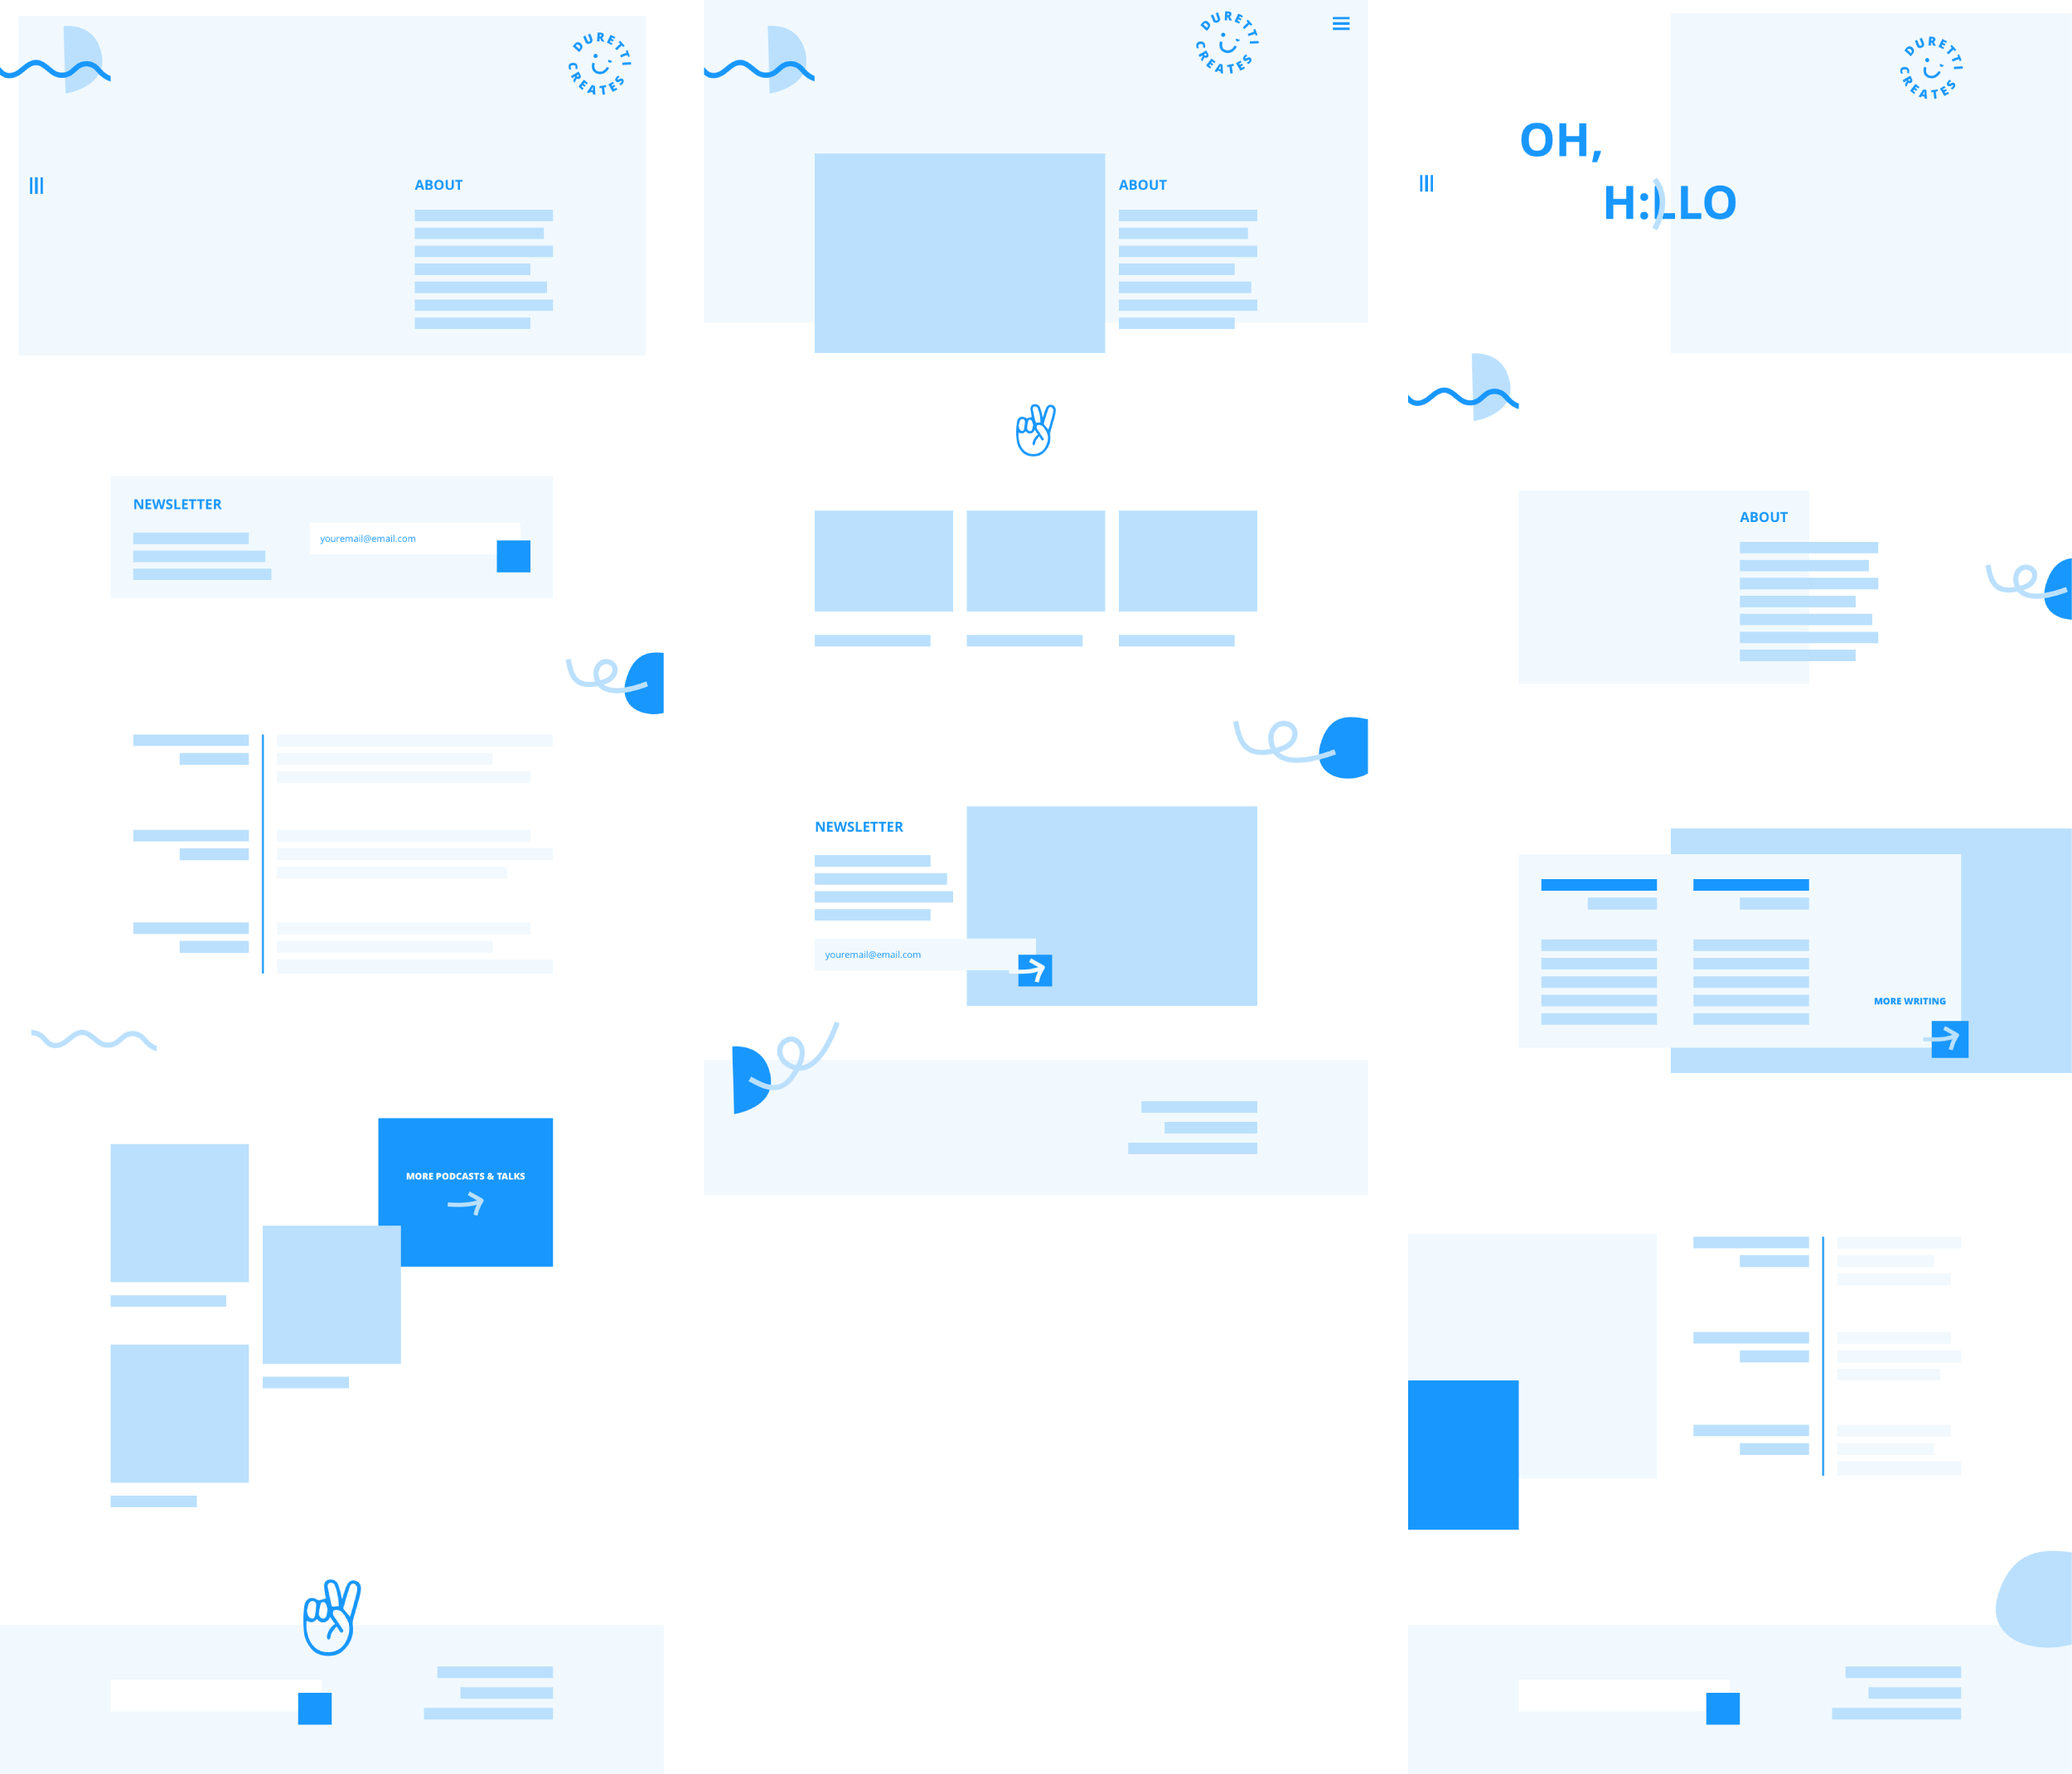 DURETTI CREATES
ABOUT
NEWSLETTER
youremail@email.com
MORE PODCASTS & TALKS
DURETTI CREATES
ABOUT
NEWSLETTER
youremail@email.com
DURETTI CREATES
OH,
H:)LLO
ABOUT
MORE WRITING